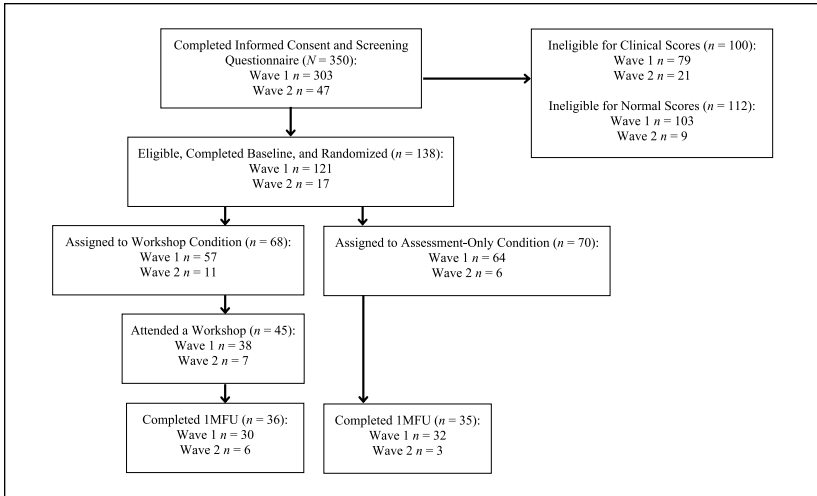 Completed Informed Consent and Screening
Questionnaire (N = 350):
Wave 1 n = 303
Wave 2 n = 47
Ineligible for Clinical Scores (n = 100):
Wave 1 n = 79
Wave 2 n = 21
Ineligible for Normal Scores (n = 112):
Wave 1 n = 103
Wave 2 n = 9
Eligible, Completed Baseline, and Randomized (n = 138):
Wave 1 n = 121
Wave 2 n = 17
Assigned to Workshop Condition (n = 68):
Wave 1 n = 57
Wave 2 n = 11
Assigned to Assessment-Only Condition (n = 70):
Wave 1 n = 64
Wave 2 n = 6
Attended a Workshop (n = 45):
Wave 1 n = 38
Wave 2 n = 7
Completed 1MFU (n = 36):
Wave 1 n = 30
Wave 2 n = 6
Completed 1MFU (n = 35):
Wave 1 n = 32
Wave 2 n = 3